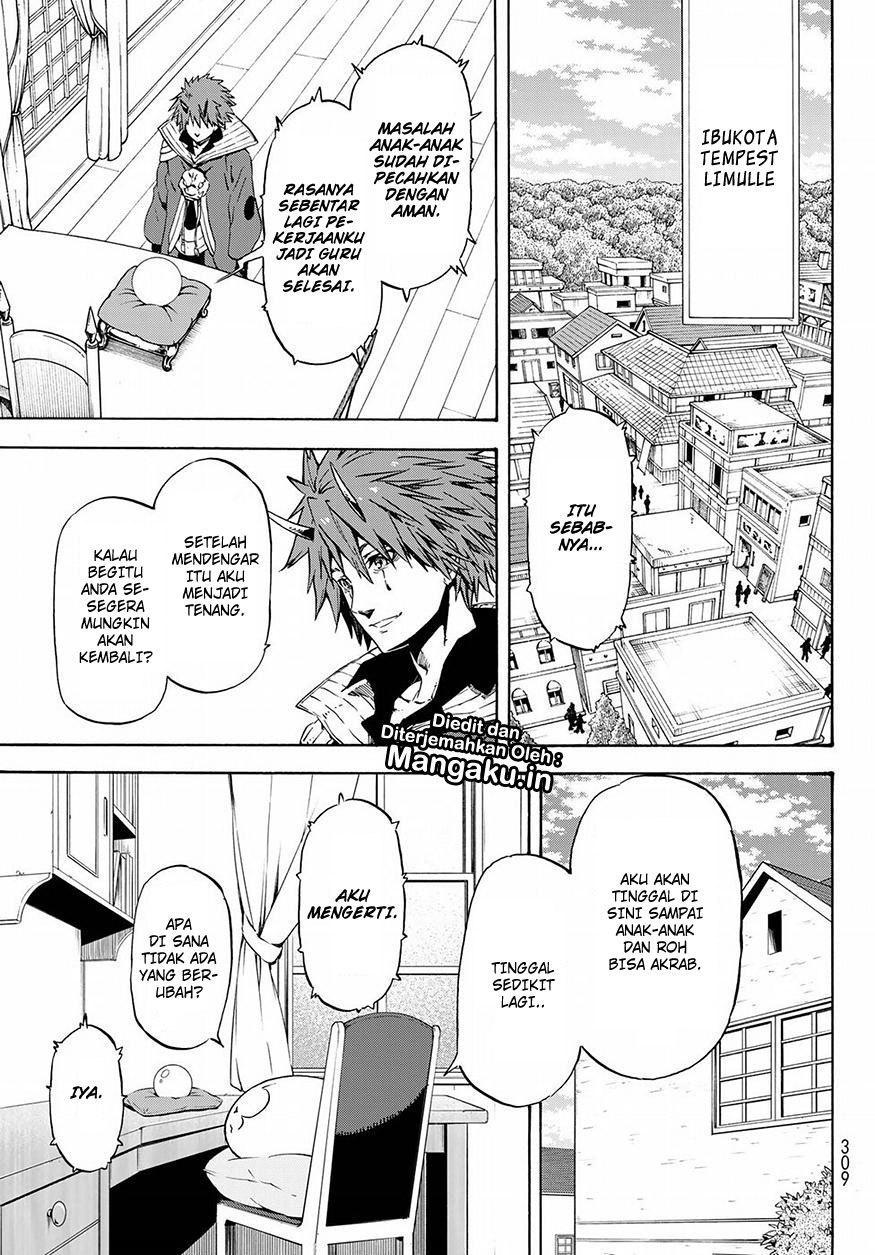 IBUKOTA
TEMPEST
LIMULLE
ITU
SEBAB-
NYA...
MASALAH
ANAK-ANAK
SUDAH DI-
PECAHKAN
DENGAN
AMAN.
RASANYA
SEBENTAR
LAGI PE-
KERJAANKU
JADI GURU
AKAN
SELESAI.
SETELAH
MENDENGAR
ITU AKU
MENJADI
TENANG.
KALAU
BEGITU
ANDA SE-
SEGERA
MUNGKIN
AKAN
KEMBALI?
Diedit dan
Diterjemahkan Oleh:
Mangaku.in
AKU AKAN
TINGGAL DI
SINI SAMPAI
ANAK-ANAK
DAN ROH
BISA AKRAB.
TINGGAL
SEDIKIT
LAGI..
AKU
MENGERTI.
APA
DI SANA
TIDAK ADA
YANG BER-
UBAH?
IYA.
309